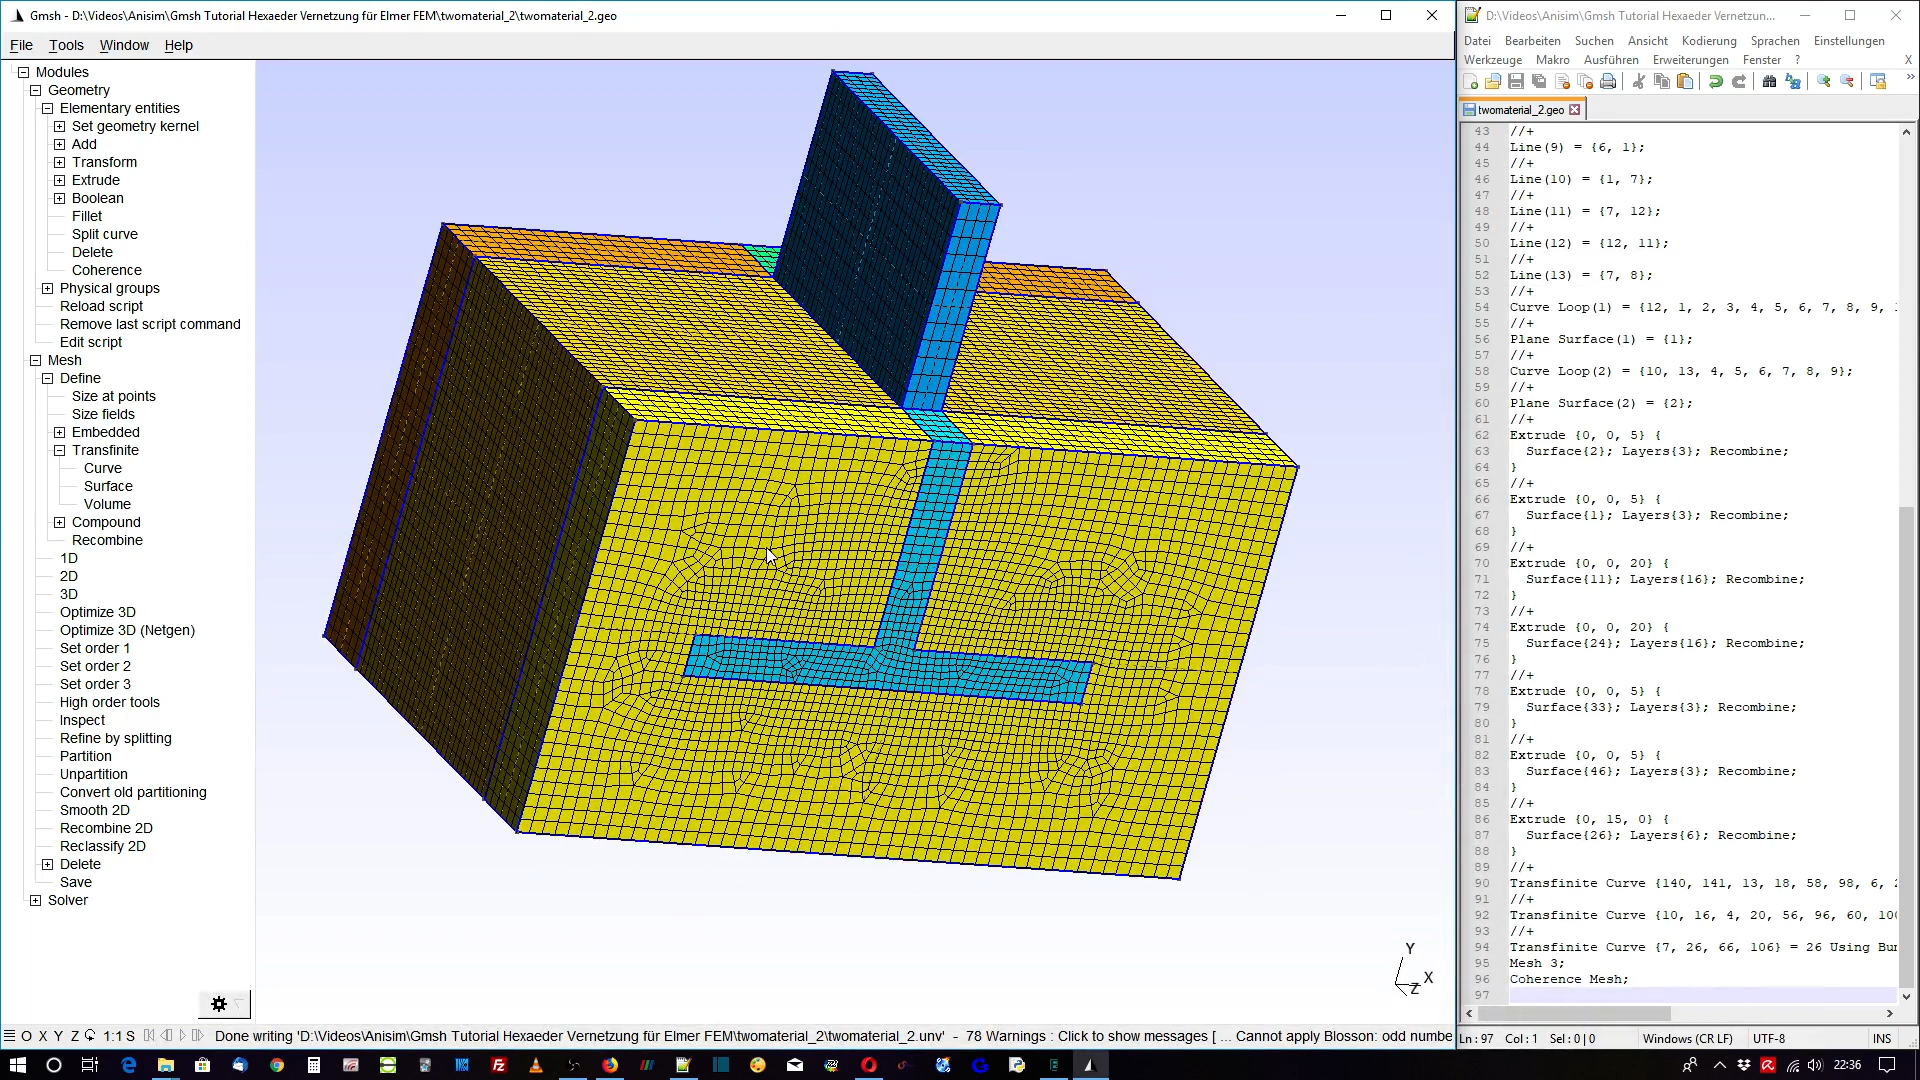 Gmsh - D:\Videos\Anisim\Gmsh Tutorial Hexaeder Vernetzung für Elmer FEM\twomaterial_2\twomaterial_2.geo
File Tools Window Help
Modules
Geometry
Elementary entities
Set geometry kernel
Add
Transform
Extrude
Boolean
Fillet
Split curve
Delete
Coherence
Physical groups
Reload script
Remove last script command
Edit script
Mesh
Define
Size at points
Size fields
Embedded
Transfinite
Curve
Surface
Volume
Compound
Recombine
1D
2D
3D
Optimize 3D
Optimize 3D (Netgen)
Set order 1
Set order 2
Set order 3
High order tools
Inspect
Refine by splitting
Partition
Unpartition
Convert old partitioning
Smooth 2D
Recombine 2D
Reclassify 2D
Delete
Save
Solver
Y
X
Z
O X Y Z 1:1 S Done writing 'D:\Videos\Anisim\Gmsh Tutorial Hexaeder Vernetzung für Elmer FEM\twomaterial_2\twomaterial_2.unv' - 78 Warnings : Click to show messages [ ... Cannot apply Blosson: odd numbe
D:\Videos\Anisim\Gmsh Tutorial Hexaeder Vernetzun...
Datei Bearbeiten Suchen Ansicht Kodierung Sprachen Einstellungen
Werkzeuge Makro Ausführen Erweiterungen Fenster ? X
twomaterial_2.geo
43 //+
44 Line(9) = {6, 1};
45 //+
46 Line(10) = {1, 7};
47 //+
48 Line(11) = {7, 12};
49 //+
50 Line(12) = {12, 11};
51 //+
52 Line(13) = {7, 8};
53 //+
54 Curve Loop(1) = {12, 1, 2, 3, 4, 5, 6, 7, 8, 9,
55 //+
56 Plane Surface(1) = {1};
57 //+
58 Curve Loop(2) = {10, 13, 4, 5, 6, 7, 8, 9};
59 //+
60 Plane Surface(2) = {2};
61 //+
62 Extrude {0, 0, 5} {
63 Surface{2}; Layers{3}; Recombine;
64 }
65 //+
66 Extrude {0, 0, 5} {
67 Surface{1}; Layers{3}; Recombine;
68 }
69 //+
70 Extrude {0, 0, 20} {
71 Surface{11}; Layers{16}; Recombine;
72 }
73 //+
74 Extrude {0, 0, 20} {
75 Surface{24}; Layers{16}; Recombine;
76 }
77 //+
78 Extrude {0, 0, 5} {
79 Surface{33}; Layers{3}; Recombine;
80 }
81 //+
82 Extrude {0, 0, 5} {
83 Surface{46}; Layers{3}; Recombine;
84 }
85 //+
86 Extrude {0, 15, 0} {
87 Surface{26}; Layers{6}; Recombine;
88 }
89 //+
90 Transfinite Curve {140, 141, 13, 18, 58, 98, 6,
91 //+
92 Transfinite Curve {10, 16, 4, 20, 56, 96, 60,
93 //+
94 Transfinite Curve {7, 26, 66, 106} = 26 Using
95 Mesh 3;
96 Coherence Mesh;
97
Ln : 97 Col : 1 Sel : 0 | 0 Windows (CR LF) UTF-8 INS
22:36